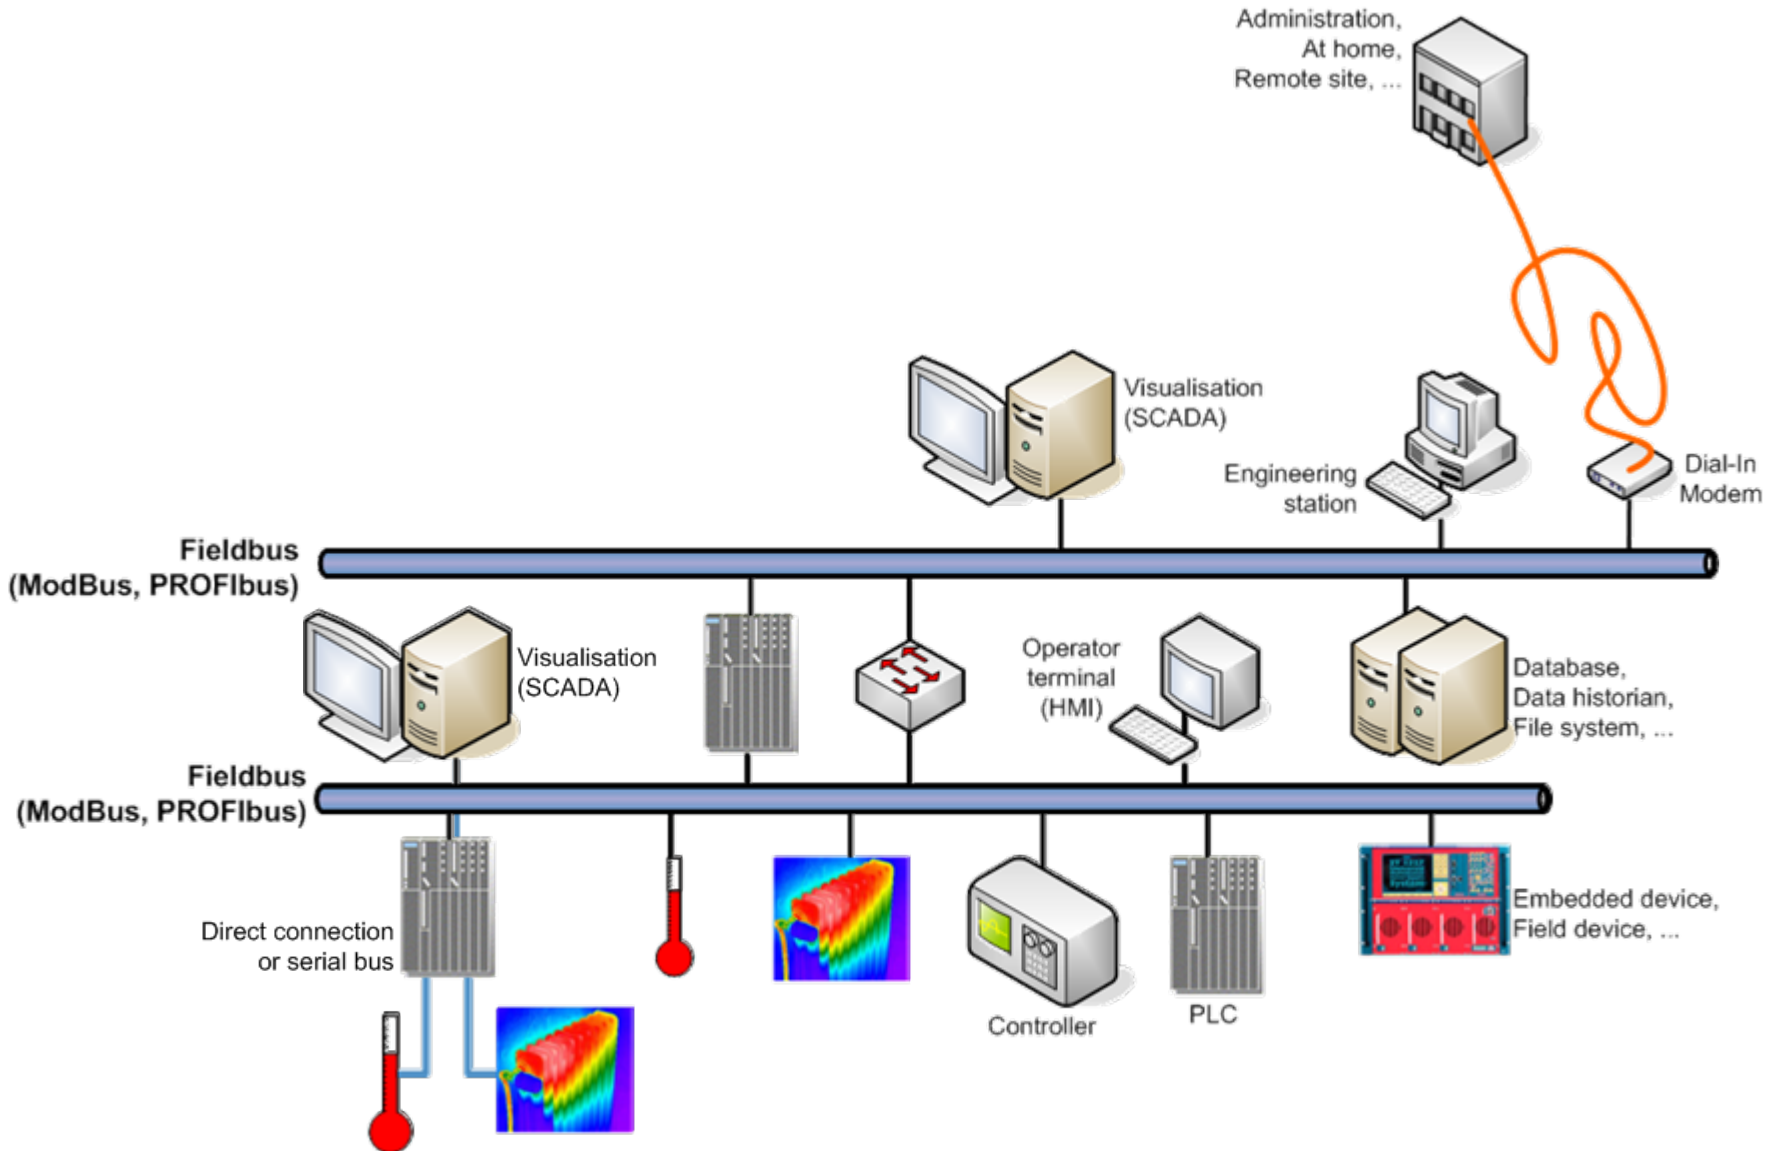 Administration,
At home,
Remote site, ...
Visualisation
(SCADA)
Engineering
station
Dial-In
Modem
Fieldbus
(ModBus, PROFIbus)
Visualisation
(SCADA)
Operator
terminal
(HMI)
Database,
Data historian,
File system, ...
Fieldbus
(ModBus, PROFIbus)
Direct connection
or serial bus
Controller
PLC
Embedded device,
Field device, ...